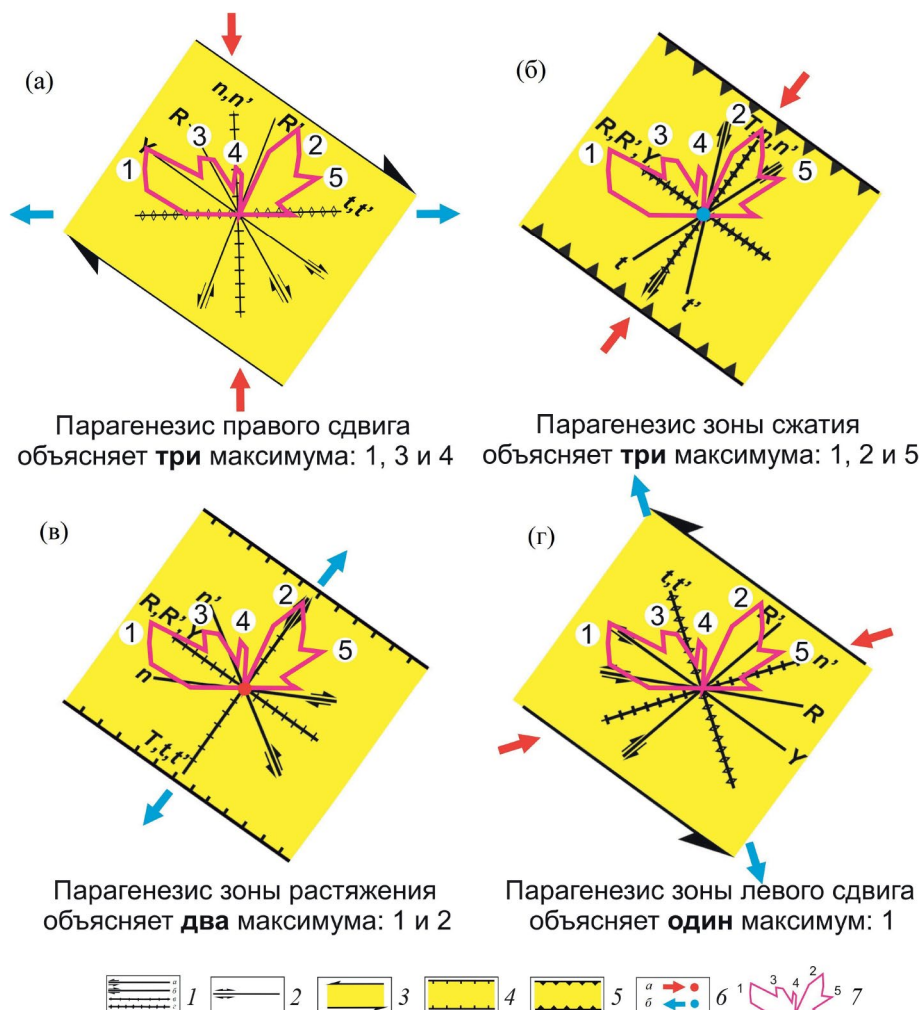 (а)
n,n’
R
R’
Y
3
2
1
4
5
t,t’
Парагенезис правого сдвига
объясняет три максимума: 1, 3 и 4
(б)
R,R’,Y
3
4
2
T,n,n’
1
5
t
t’
Парагенезис зоны сжатия
объясняет три максимума: 1, 2 и 5
(в)
n’
R,R’,Y
3
4
2
1
5
n
T,t,t’
Парагенезис зоны растяжения
объясняет два максимума: 1 и 2
(г)
t,t’
3
4
2
R’
1
5
n’
R
Y
Парагенезис зоны левого сдвига
объясняет один максимум: 1
а
б
в
г
1
2
3
4
5
а
б
6
1
3
4
2
5
7